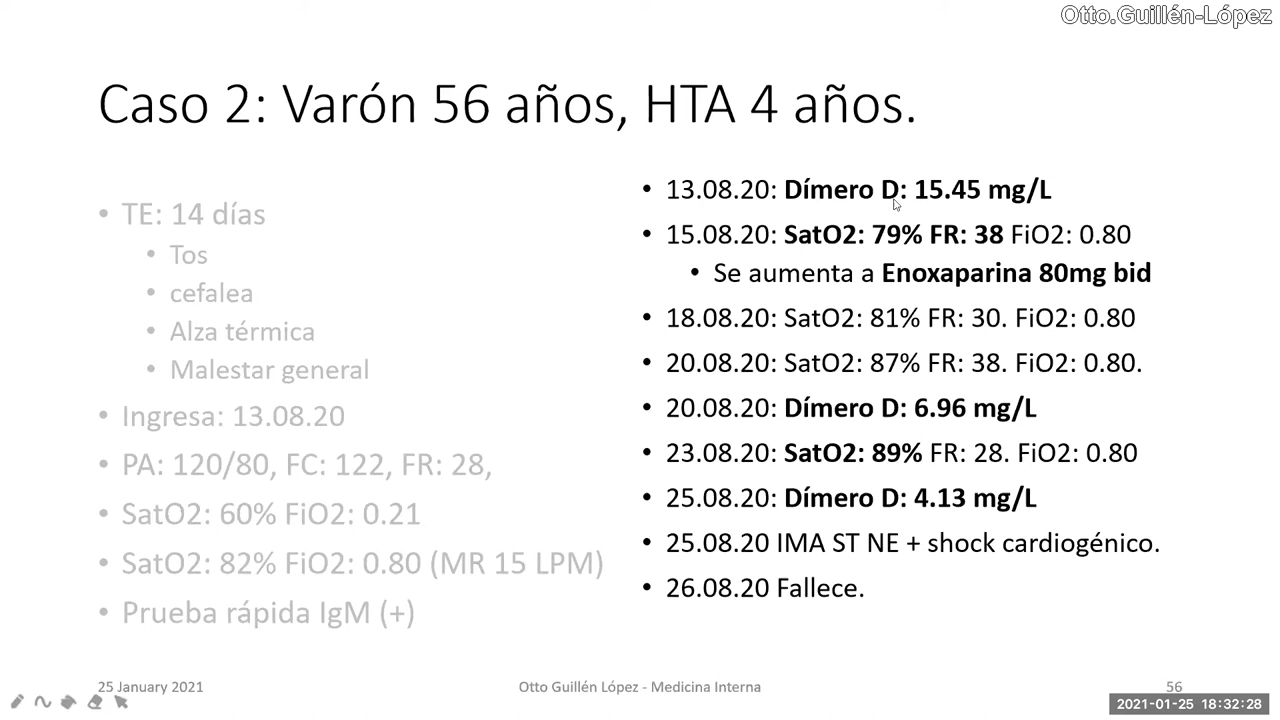 Otto.Guillén-López
Caso 2: Varón 56 años, HTA 4 años.
• TE: 14 días
• Tos
• cefalea
• Alza térmica
• Malestar general
• Ingresa: 13.08.20
• PA: 120/80, FC: 122, FR: 28,
• SatO2: 60% FiO2: 0.21
• SatO2: 82% FiO2: 0.80 (MR 15 LPM)
• Prueba rápida IgM (+)
• 13.08.20: Dímero D: 15.45 mg/L
• 15.08.20: SatO2: 79% FR: 38 FiO2: 0.80
• Se aumenta a Enoxaparina 80mg bid
• 18.08.20: SatO2: 81% FR: 30. FiO2: 0.80
• 20.08.20: SatO2: 87% FR: 38. FiO2: 0.80.
• 20.08.20: Dímero D: 6.96 mg/L
• 23.08.20: SatO2: 89% FR: 28. FiO2: 0.80
• 25.08.20: Dímero D: 4.13 mg/L
• 25.08.20 IMA ST NE + shock cardiogénico.
• 26.08.20 Fallece.
25 January 2021
Otto Guillén López - Medicina Interna
56
2021-01-25 18:32:28